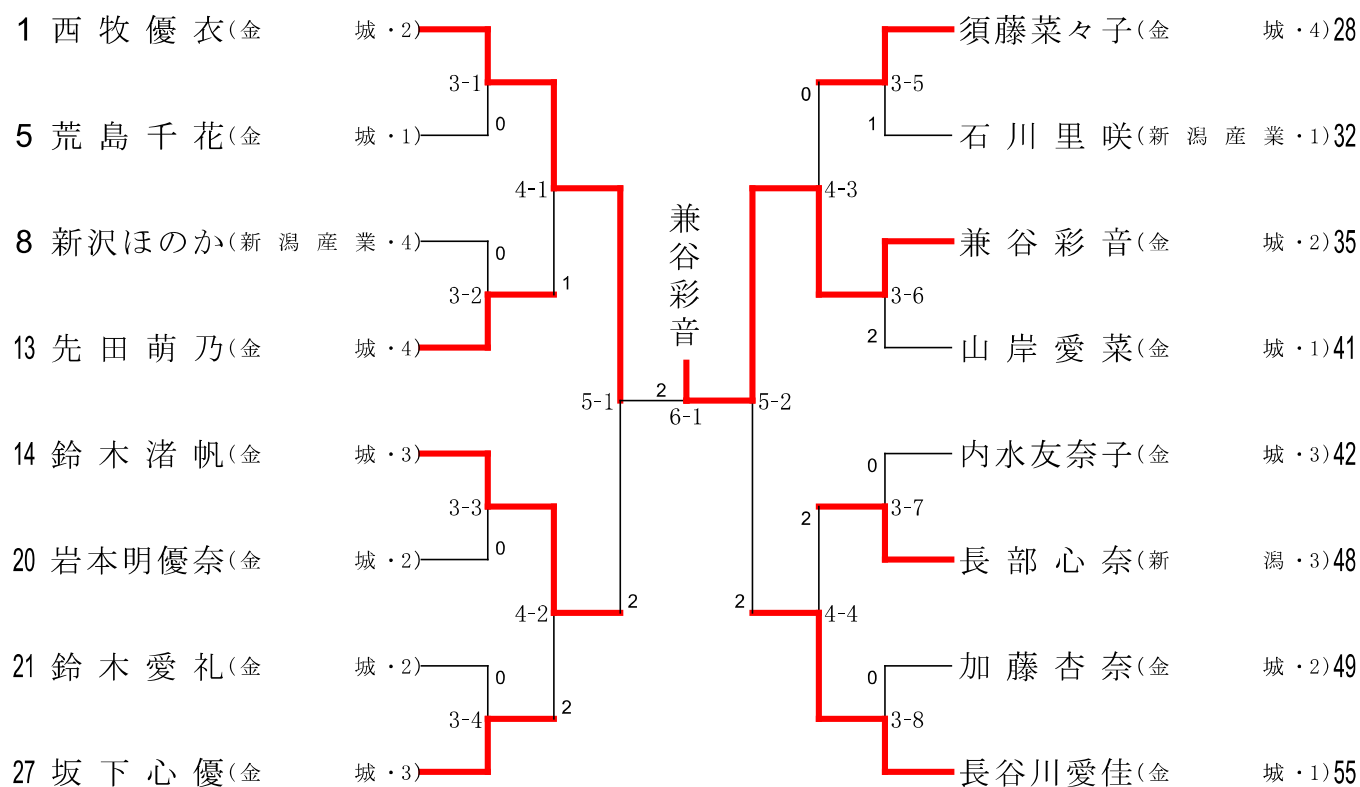 1 西牧優衣(金城・2)
3-1
0
5 荒島千花(金城・1)
4-1
8 新沢ほのか(新潟産業・4)
0
3-2
1
13 先田萌乃(金城・4)
5-1
14 鈴木渚帆(金城・3)
3-3
0
20 岩本明優奈(金城・2)
4-2
2
21 鈴木愛礼(金城・2)
0
3-4
2
27 坂下心優(金城・3)
兼谷彩音
2
6-1
須藤菜々子(金城・4)28
0
3-5
1
石川里咲(新潟産業・1)32
4-3
兼谷彩音(金城・2)35
3-6
2
山岸愛菜(金城・1)41
5-2
内水友奈子(金城・3)42
0
3-7
2
長部心奈(新潟・3)48
2
4-4
加藤杏奈(金城・2)49
0
3-8
長谷川愛佳(金城・1)55